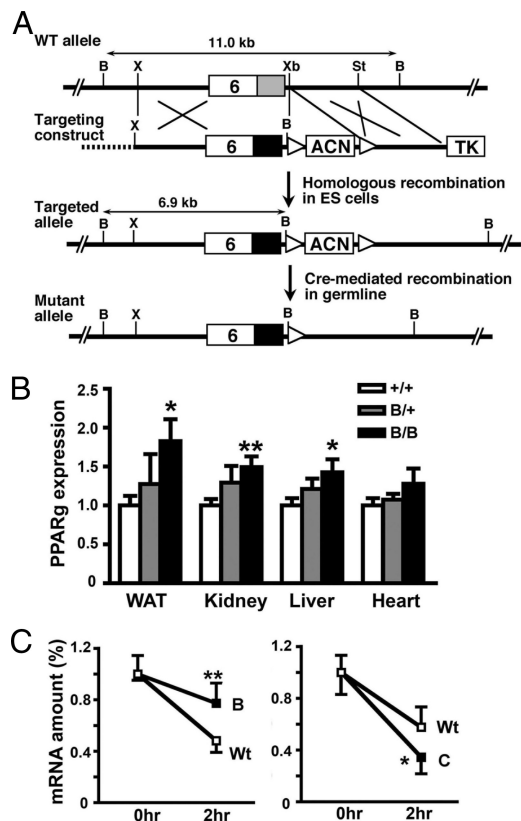 A
WT allele
11.0 kb
B X Xb St B
6
Targeting construct
X B
6 ACN TK
Homologous recombination in ES cells
Targeted allele
6.9 kb
B X B B
6 ACN
Cre-mediated recombination in germline
Mutant allele
B X B B
6
B
PPARg expression
2.5
2.0
1.5
1.0
0.5
0
* ** *
+/+
B/+
B/B
WAT Kidney Liver Heart
C
mRNA amount (%)
1.2
0.8
0.4
0
**
B
Wt
0hr 2hr
1.2
0.8
0.4
0
Wt
* C
0hr 2hr